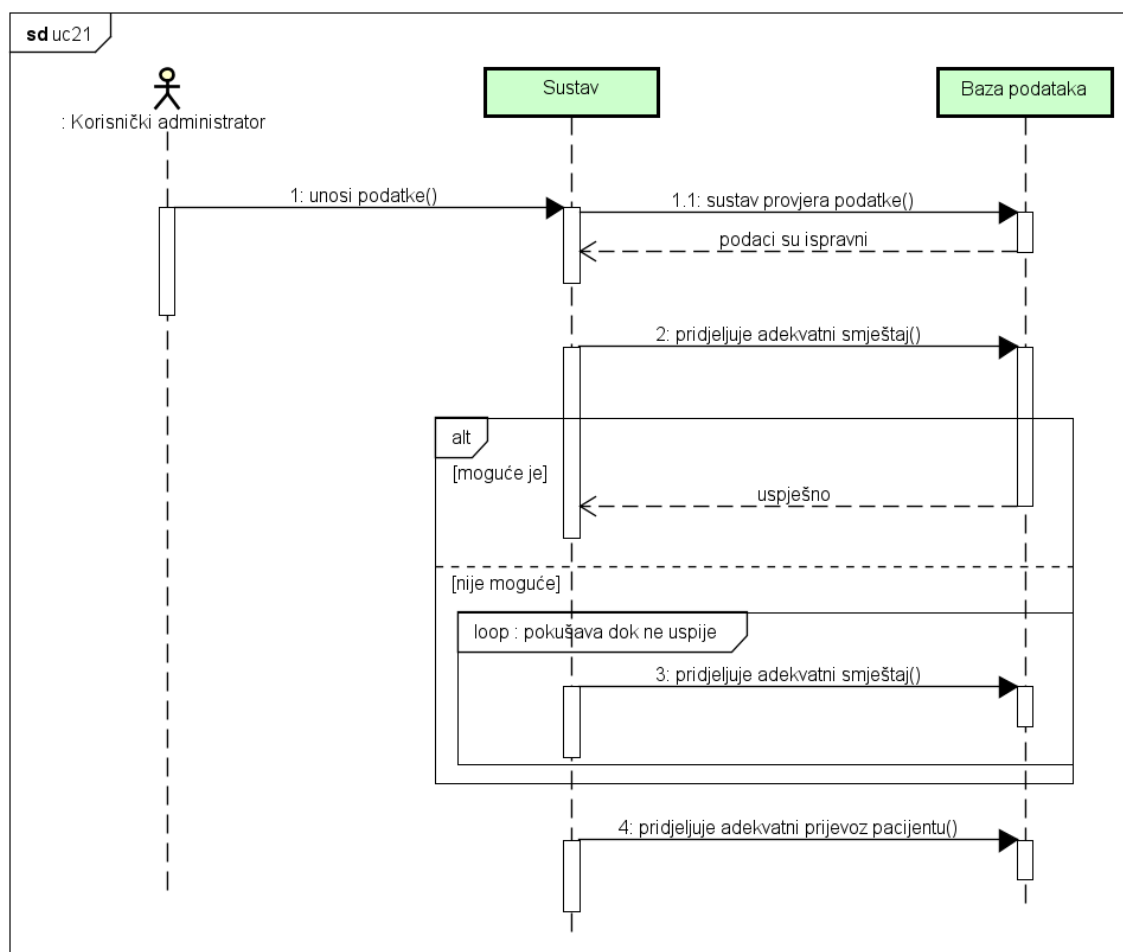 sd uc21
: Korisnički administrator
Sustav
Baza podataka
1: unosi podatke()
1.1: sustav provjera podatke()
podaci su ispravni
2: pridjeljuje adekvatni smještaj()
alt
[moguće je]
uspješno
[nije moguće]
loop : pokušava dok ne uspije
3: pridjeljuje adekvatni smještaj()
4: pridjeljuje adekvatni prijevoz pacijentu()